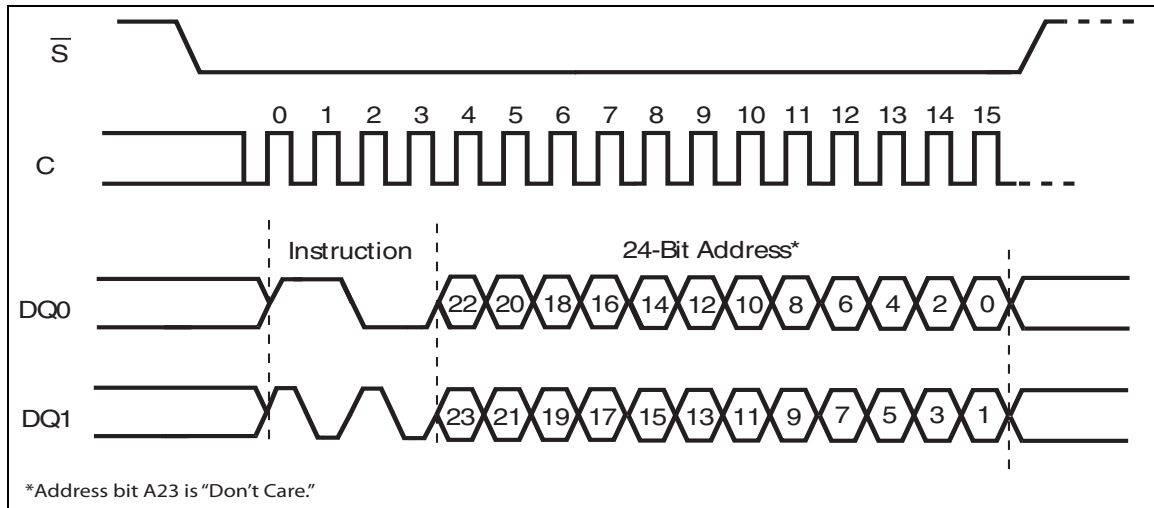 S̅
0 1 2 3 4 5 6 7 8 9 10 11 12 13 14 15
C
Instruction 24-Bit Address*
DQ0 22 20 18 16 14 12 10 8 6 4 2 0
DQ1 23 21 19 17 15 13 11 9 7 5 3 1
*Address bit A23 is “Don’t Care.”